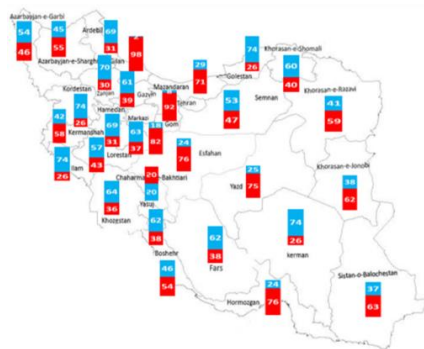 Azarbayjan-e-Garbi
54
46
45
55
Azarbayjan-e-Sharghi
Ardebil
69
31
Gilan
2
98
70
30
Zanjan
61
39
Gazvin
Mazandaran
29
71
74
26
Golestan
Khorasan-e-Shomali
60
40
Khorasan-e-Razavi
41
59
Kordestan
74
26
Hamedan
42
58
Kermanshah
69
31
Markazi
63
37
92
Tehran
18
82
Gom
53
47
Semnan
57
43
Lorestan
24
76
Esfahan
74
26
Ilam
Chaharmahal-e-Bakhtiari
20
20
Yasuj
25
75
Yazd
Khorasan-e-Jonobi
38
62
64
36
Khozestan
62
38
Boshehr
62
38
Fars
74
26
kerman
46
54
Hormozgan
24
76
Sistan-o-Balochestan
37
63